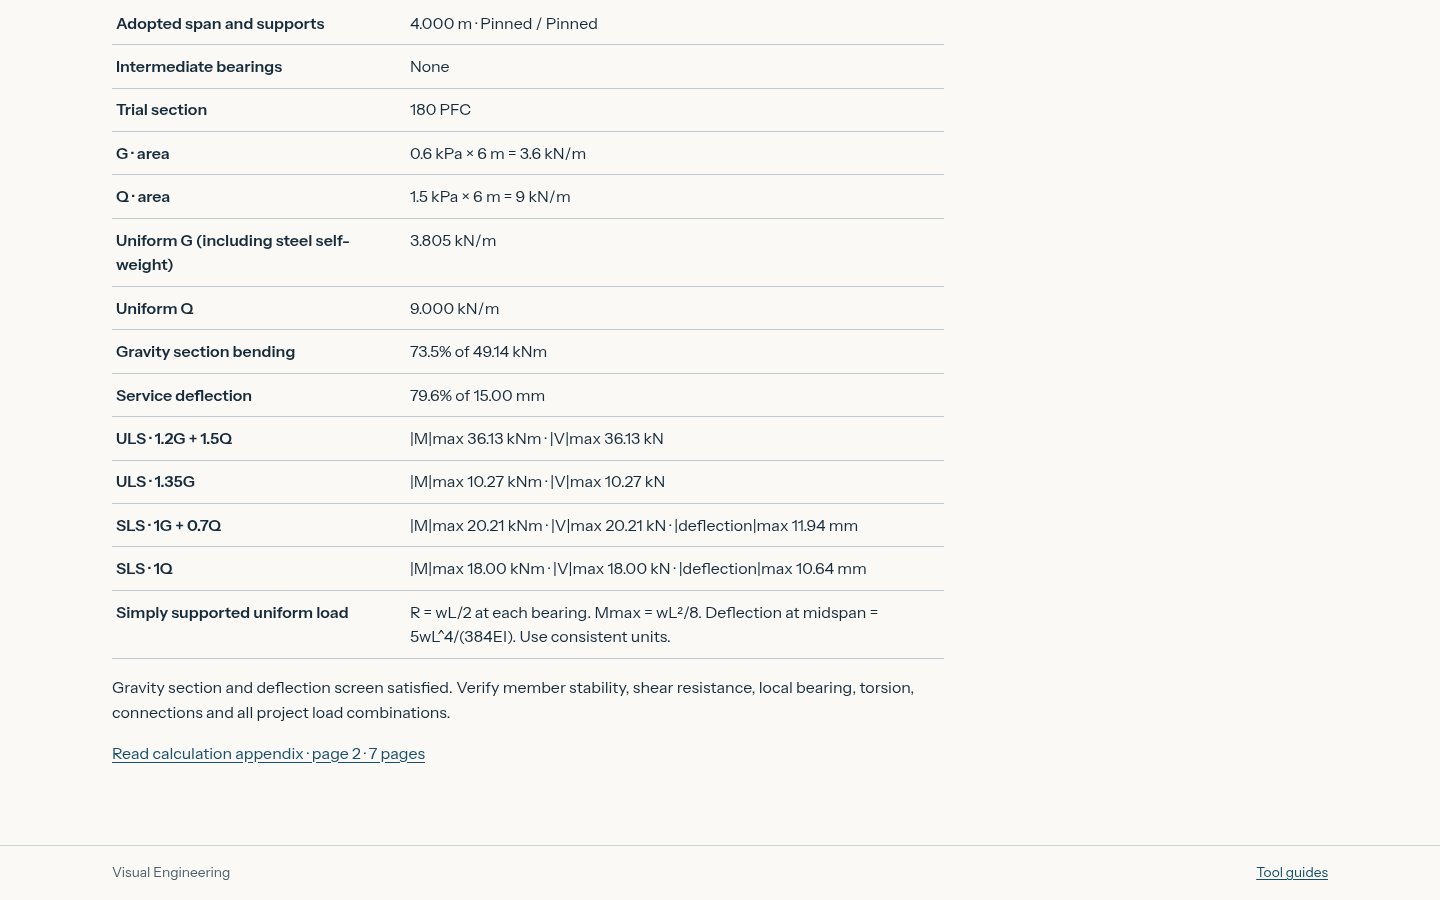 Adopted span and supports 4.000 m · Pinned / Pinned
Intermediate bearings None
Trial section 180 PFC
G · area 0.6 kPa × 6 m = 3.6 kN/m
Q · area 1.5 kPa × 6 m = 9 kN/m
Uniform G (including steel self- 3.805 kN/m
weight)
Uniform Q 9.000 kN/m
Gravity section bending 73.5% of 49.14 kNm
Service deflection 79.6% of 15.00 mm
ULS · 1.2G + 1.5Q |M|max 36.13 kNm · |V|max 36.13 kN
ULS · 1.35G |M|max 10.27 kNm · |V|max 10.27 kN
SLS · 1G + 0.7Q |M|max 20.21 kNm · |V|max 20.21 kN · |deflection|max 11.94 mm
SLS · 1Q |M|max 18.00 kNm · |V|max 18.00 kN · |deflection|max 10.64 mm
Simply supported uniform load R = wL/2 at each bearing. Mmax = wL²/8. Deflection at midspan =
5wL^4/(384EI). Use consistent units.
Gravity section and deflection screen satisfied. Verify member stability, shear resistance, local bearing, torsion,
connections and all project load combinations.
Read calculation appendix · page 2 · 7 pages
Visual Engineering
Tool guides